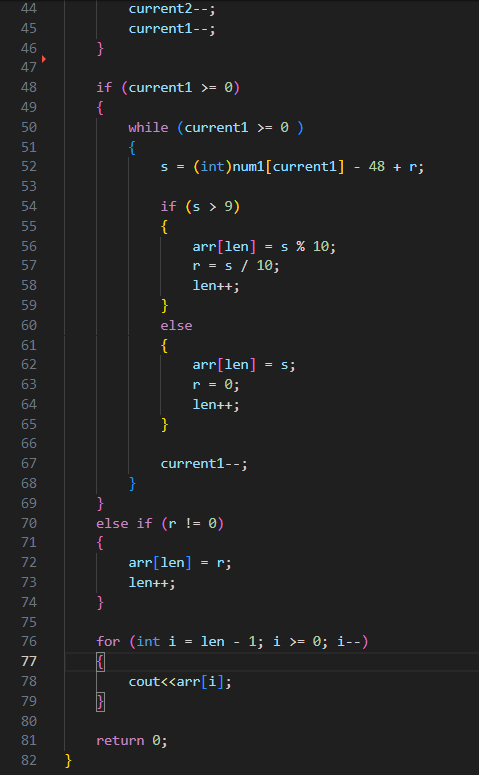 44 current2--;
45 current1--;
46 }
47
48 if (current1 >= 0)
49 {
50 while (current1 >= 0 )
51 {
52 s = (int)num1[current1] - 48 + r;
53
54 if (s > 9)
55 {
56 arr[len] = s % 10;
57 r = s / 10;
58 len++;
59 }
60 else
61 {
62 arr[len] = s;
63 r = 0;
64 len++;
65 }
66
67 current1--;
68 }
69 }
70 else if (r != 0)
71 {
72 arr[len] = r;
73 len++;
74 }
75
76 for (int i = len - 1; i >= 0; i--)
77 {
78 cout<<arr[i];
79 }
80
81 return 0;
82 }